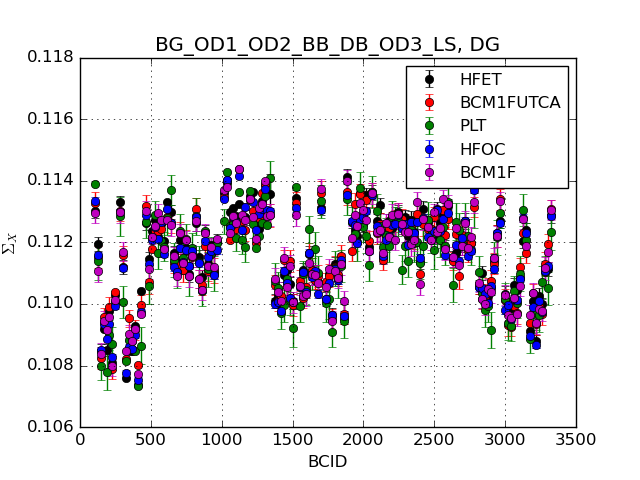 BG_OD1_OD2_BB_DB_OD3_LS, DG
0.118
0.116
0.114
0.112
0.110
0.108
0.106
Σ_X
HFET
BCM1FUTCA
PLT
HFOC
BCM1F
0 500 1000 1500 2000 2500 3000 3500
BCID